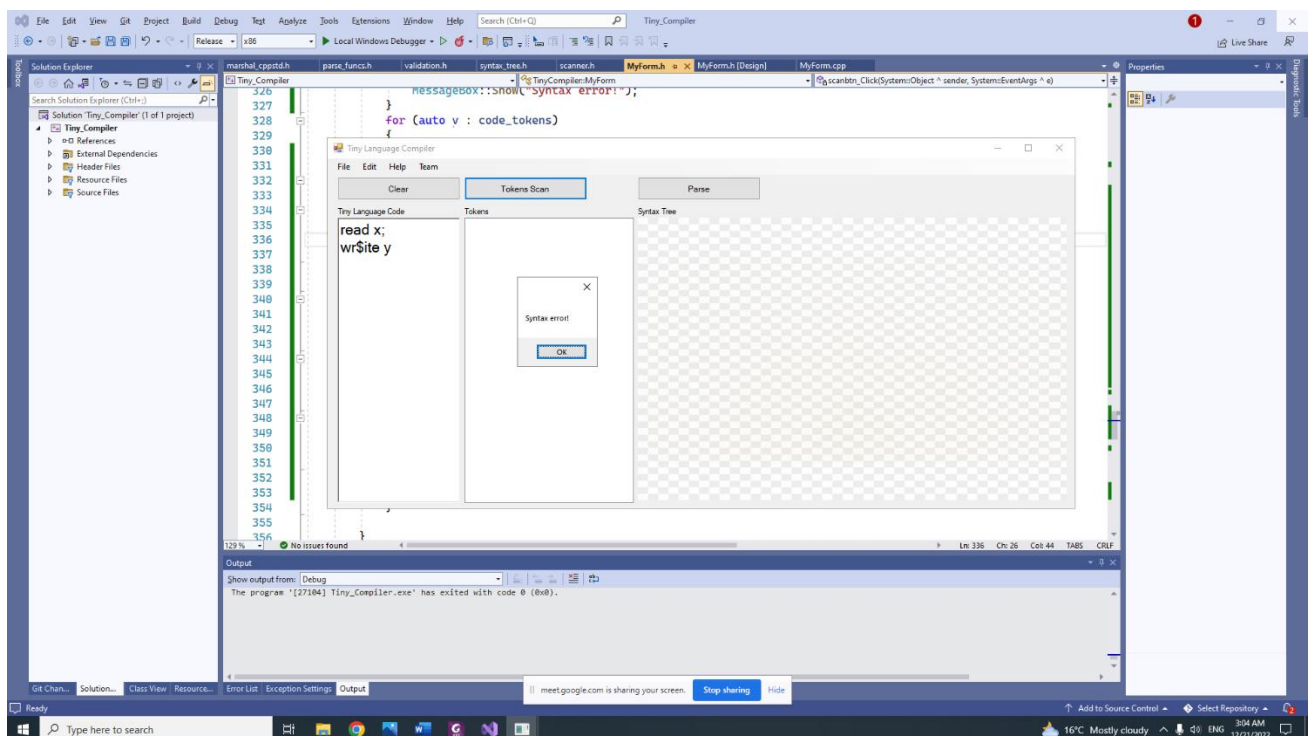 File Edit View Git Project Build Debug Test Analyze Tools Extensions Window Help Search (Ctrl+Q) Tiny_Compiler 1
Release x86 Local Windows Debugger Live Share
Toolbox
Solution Explorer
Search Solution Explorer (Ctrl+;)
Solution 'Tiny_Compiler' (1 of 1 project)
Tiny_Compiler
References
External Dependencies
Header Files
Resource Files
Source Files
Git Chan... Solution... Class View Resource...
marshal_cppstd.h parse_funcs.h validation.h syntax_tree.h scanner.h MyForm.h MyForm.h [Design] MyForm.cpp
Tiny_Compiler TinyCompiler::MyForm scanbtn_Click(System::Object ^ sender, System::EventArgs ^ e)
326 MessageBox::Show("Syntax error!");
327 }
328 for (auto v : code_tokens)
329 {
330
331
332
333
334
335
336
337
338
339
340
341
342
343
344
345
346
347
348
349
350
351
352
353
354 }
355
356 }
Tiny Language Compiler
File Edit Help Team
Clear Tokens Scan Parse
Tiny Language Code Tokens Syntax Tree
read x;
wr$ite y
Syntax error!
OK
129 % No issues found Ln: 336 Ch: 26 Col: 44 TABS CRLF
Output
Show output from: Debug
The program '[27104] Tiny_Compiler.exe' has exited with code 0 (0x0).
Error List Exception Settings Output
Properties
Diagnostic Tools
meet.google.com is sharing your screen. Stop sharing Hide
Ready Add to Source Control Select Repository 2
Type here to search 16°C Mostly cloudy ENG 3:04 AM
12/21/2022